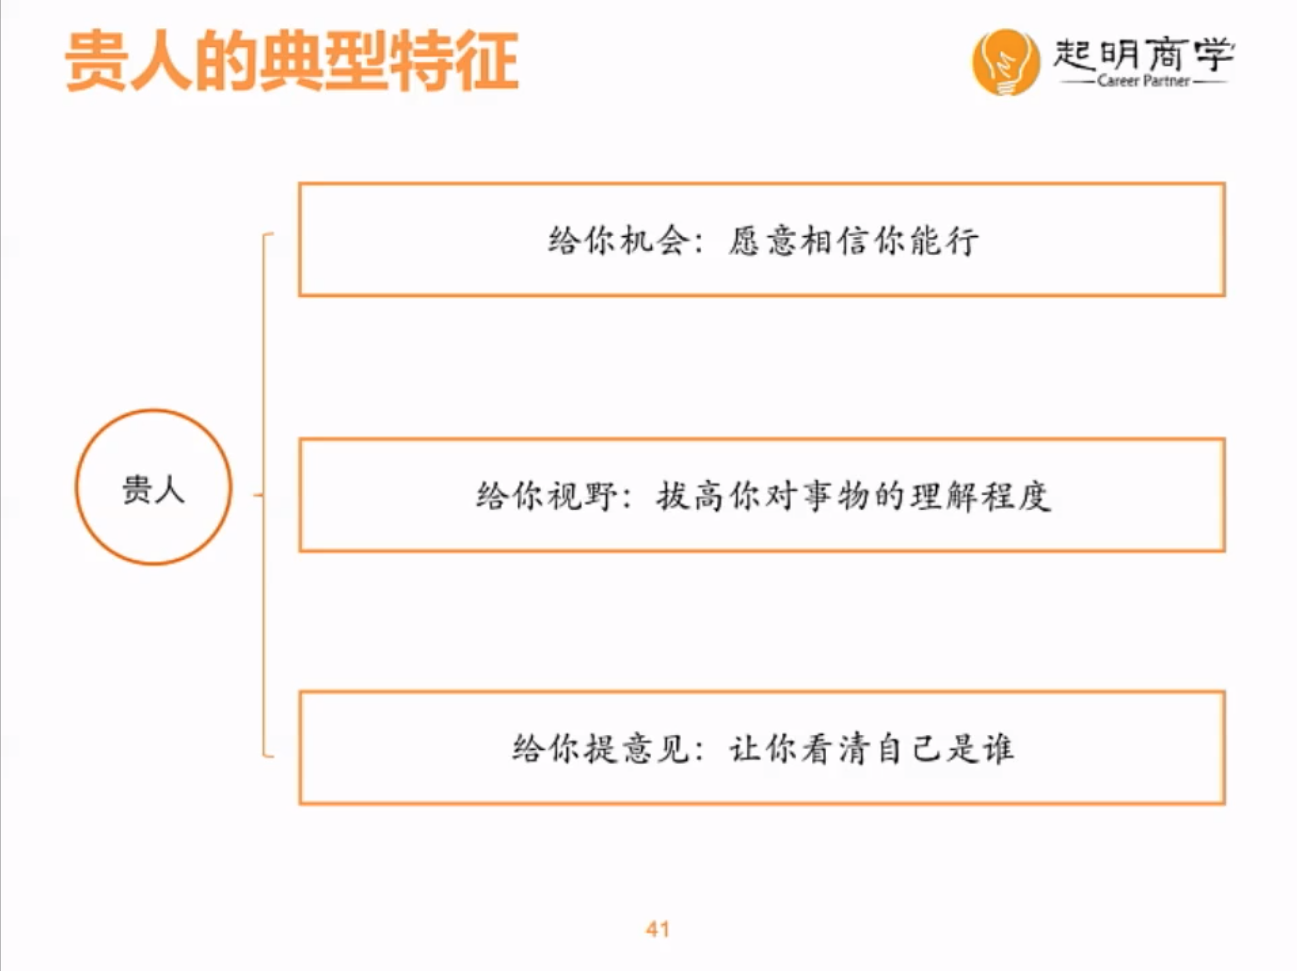 贵人的典型特征
起明商学
Career Partner
给你机会：愿意相信你能行
贵人
给你视野：拔高你对事物的理解程度
给你提意见：让你看清自己是谁
41